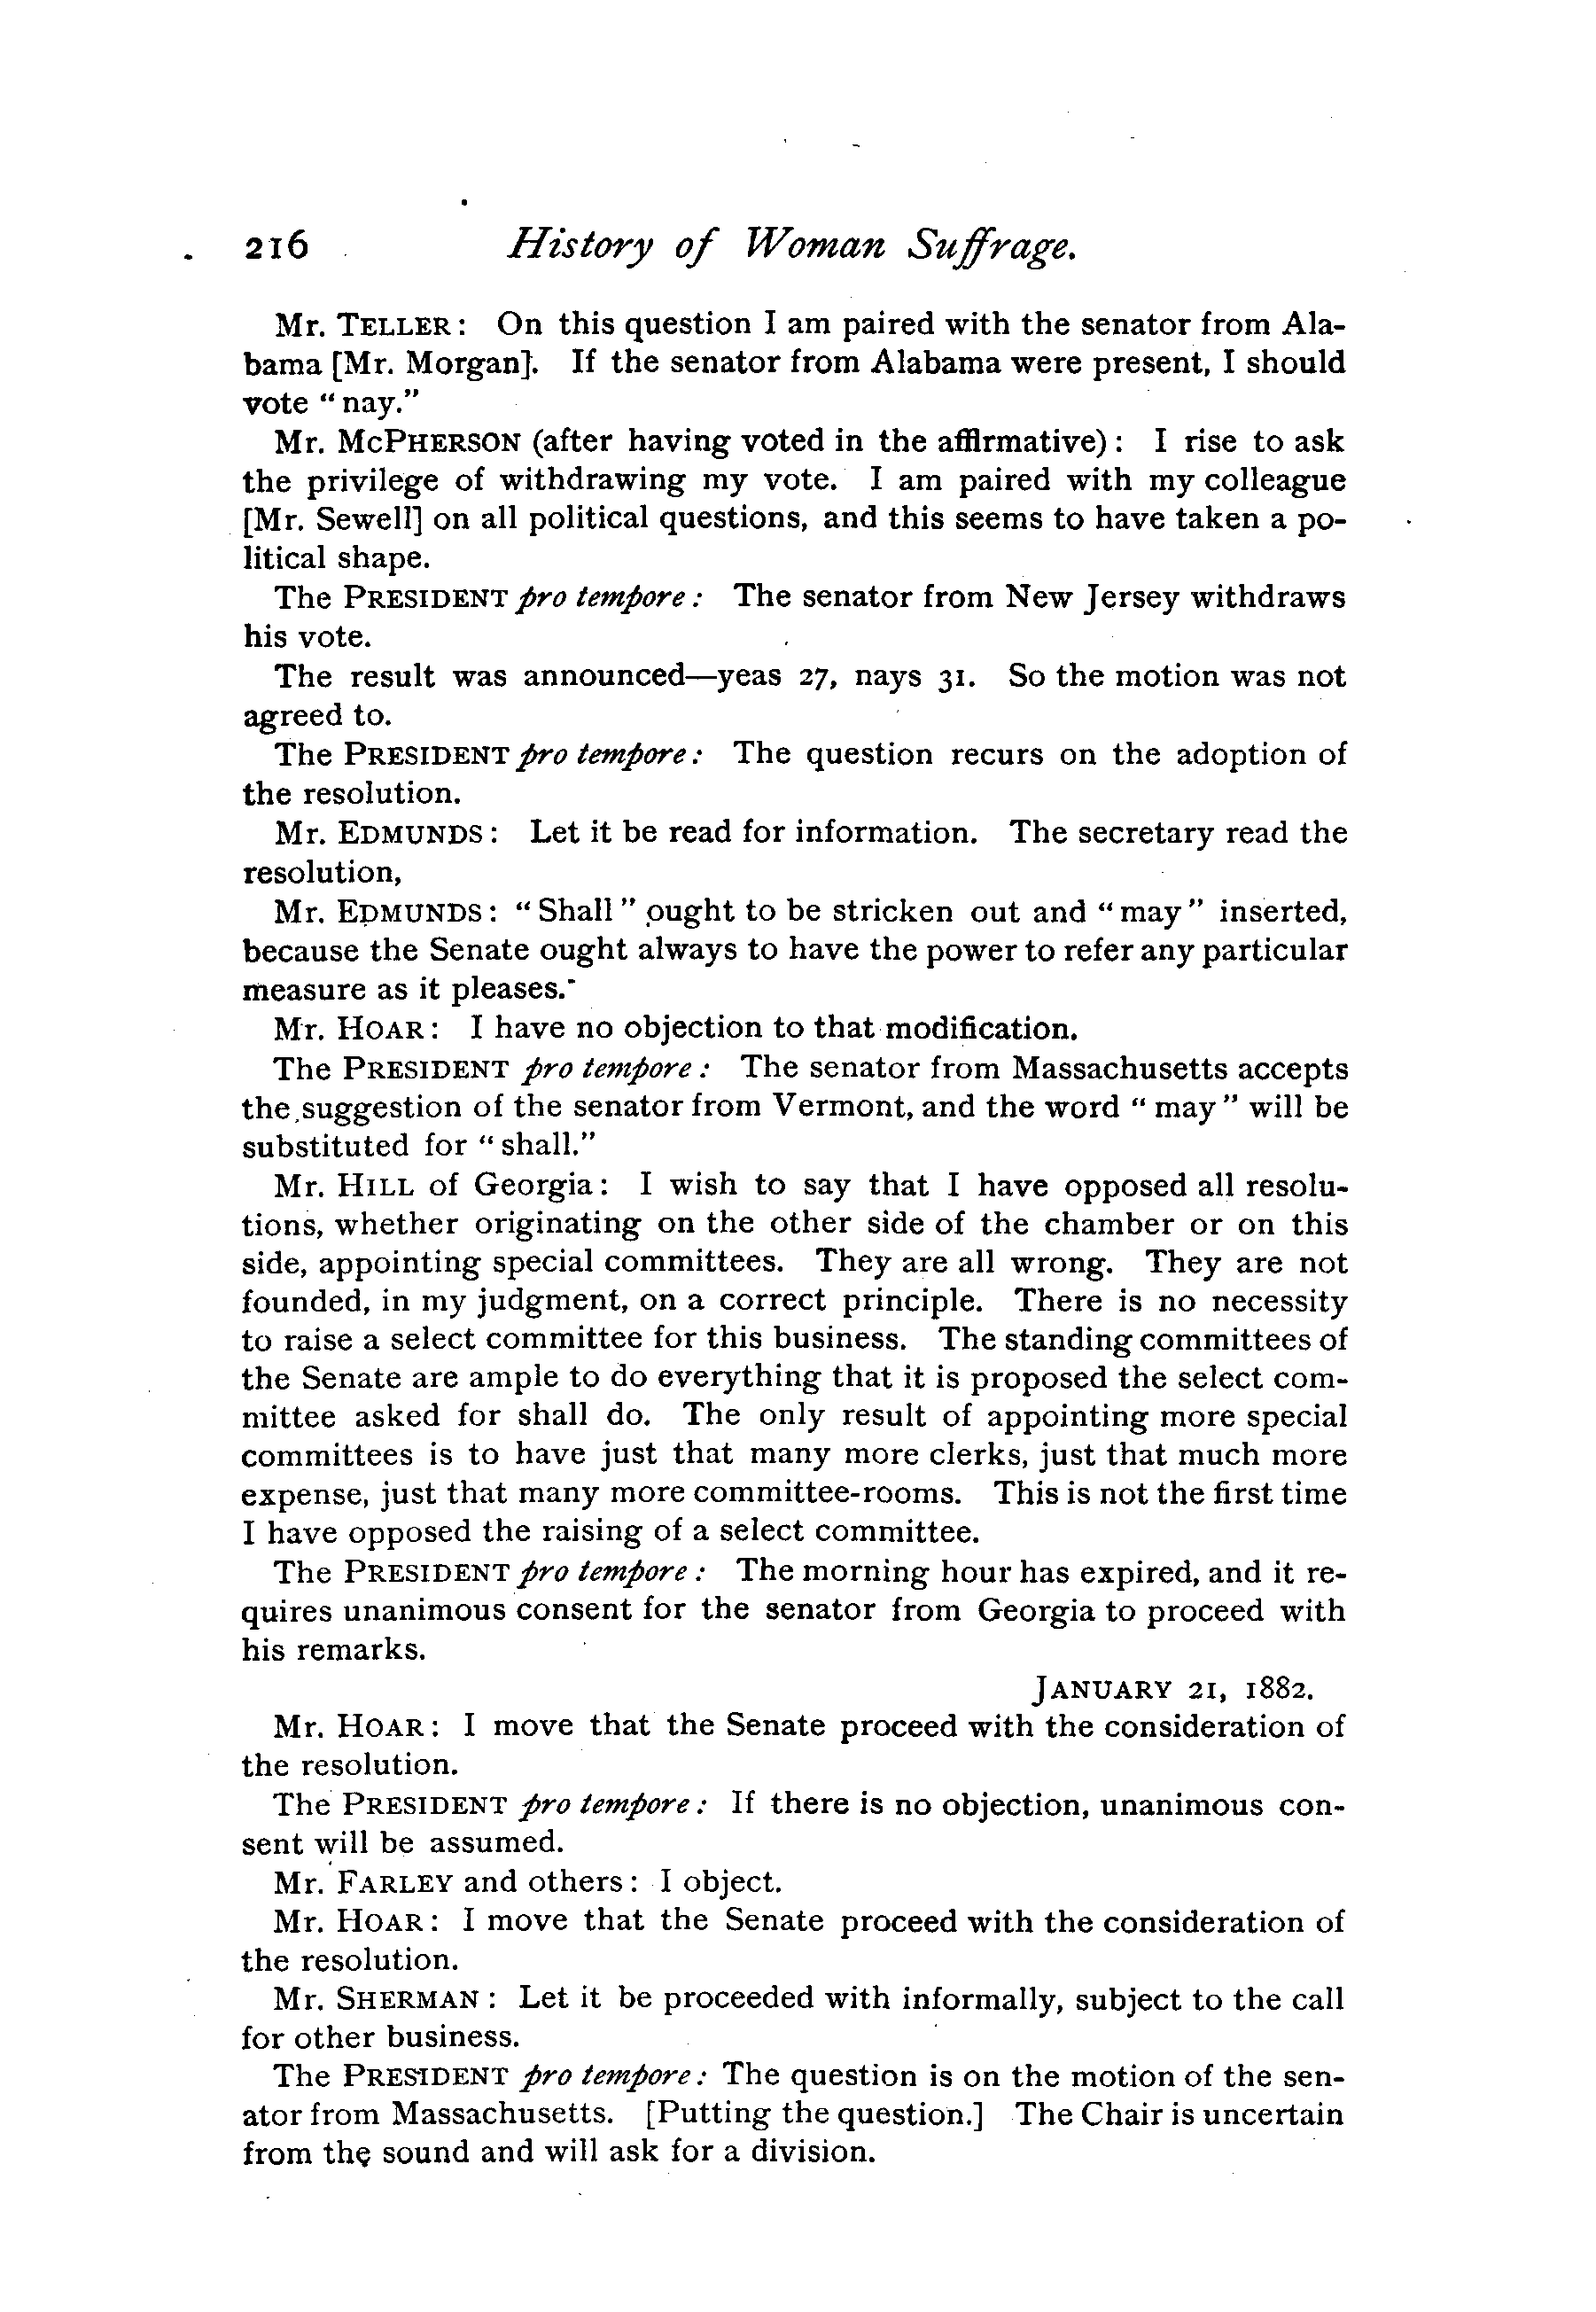 216 History of Woman Suffrage.
Mr. TELLER: On this question I am paired with the senator from Ala-
bama [Mr. Morgan]. If the senator from Alabama were present, I should
vote "nay."
Mr. MCPHERSON (after having voted in the affirmative): I rise to ask
the privilege of withdrawing my vote. I am paired with my colleague
[Mr. Sewell] on all political questions, and this seems to have taken a po-
litical shape.
The PRESIDENT pro tempore: The senator from New Jersey withdraws
his vote.
The result was announced—yeas 27, nays 31. So the motion was not
agreed to.
The PRESIDENT pro tempore: The question recurs on the adoption of
the resolution.
Mr. EDMUNDS: Let it be read for information. The secretary read the
resolution,
Mr. EDMUNDS: "Shall" ought to be stricken out and "may" inserted,
because the Senate ought always to have the power to refer any particular
measure as it pleases.
Mr. HOAR: I have no objection to that modification.
The PRESIDENT pro tempore: The senator from Massachusetts accepts
the suggestion of the senator from Vermont, and the word "may" will be
substituted for "shall."
Mr. HILL of Georgia: I wish to say that I have opposed all resolu-
tions, whether originating on the other side of the chamber or on this
side, appointing special committees. They are all wrong. They are not
founded, in my judgment, on a correct principle. There is no necessity
to raise a select committee for this business. The standing committees of
the Senate are ample to do everything that it is proposed the select com-
mittee asked for shall do. The only result of appointing more special
committees is to have just that many more clerks, just that much more
expense, just that many more committee-rooms. This is not the first time
I have opposed the raising of a select committee.
The PRESIDENT pro tempore: The morning hour has expired, and it re-
quires unanimous consent for the senator from Georgia to proceed with
his remarks.
JANUARY 21, 1882.
Mr. HOAR: I move that the Senate proceed with the consideration of
the resolution.
The PRESIDENT pro tempore: If there is no objection, unanimous con-
sent will be assumed.
Mr. FARLEY and others: I object.
Mr. HOAR: I move that the Senate proceed with the consideration of
the resolution.
Mr. SHERMAN: Let it be proceeded with informally, subject to the call
for other business.
The PRESIDENT pro tempore: The question is on the motion of the sen-
ator from Massachusetts. [Putting the question.] The Chair is uncertain
from the sound and will ask for a division.